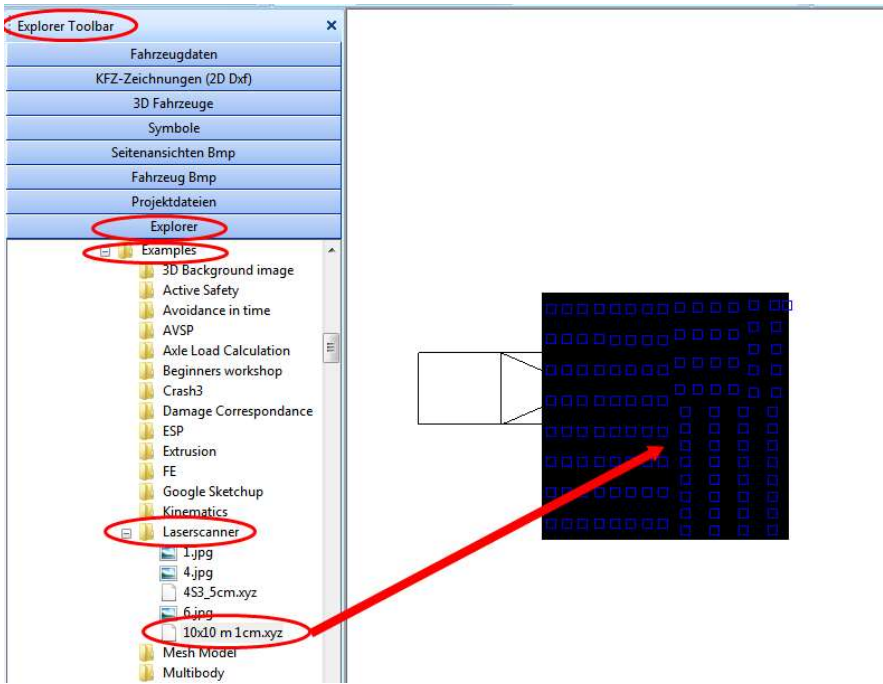 Explorer Toolbar
Fahrzeugdaten
KFZ-Zeichnungen (2D Dxf)
3D Fahrzeuge
Symbole
Seitenansichten Bmp
Fahrzeug Bmp
Projektdateien
Explorer
Examples
3D Background image
Active Safety
Avoidance in time
AVSP
Axle Load Calculation
Beginners workshop
Crash3
Damage Correspondance
ESP
Extrusion
FE
Google Sketchup
Kinematics
Laserscanner
1.jpg
4.jpg
4S3_5cm.xyz
6.jpg
10x10 m 1cm.xyz
Mesh Model
Multibody